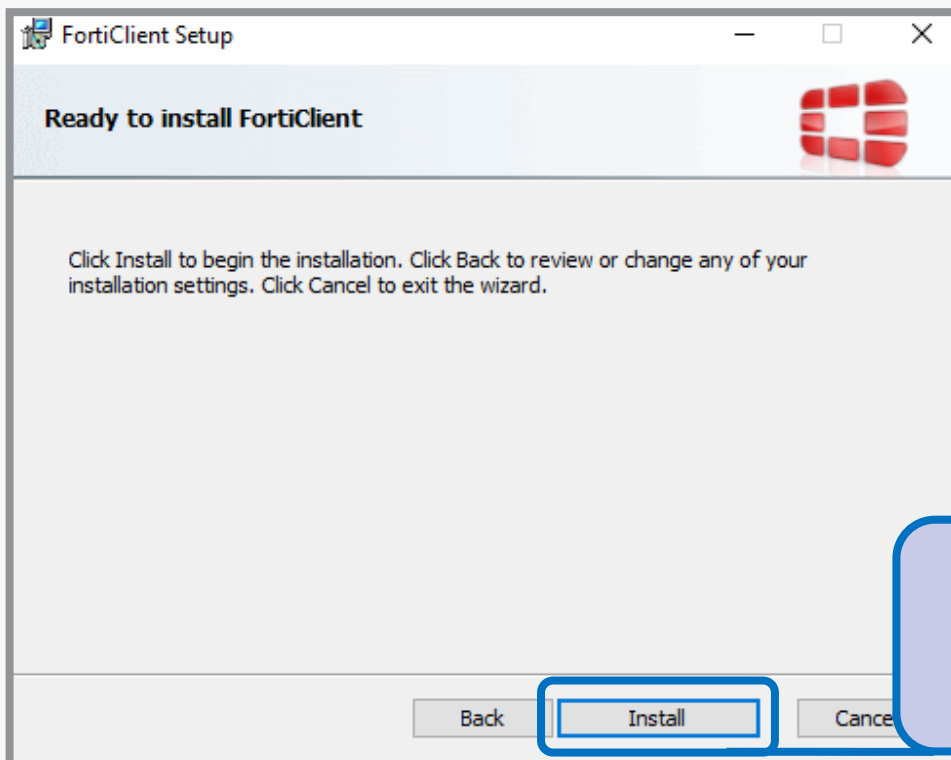 FortiClient Setup
Ready to install FortiClient
Click Install to begin the installation. Click Back to review or change any of your
installation settings. Click Cancel to exit the wizard.
Back Install Cance